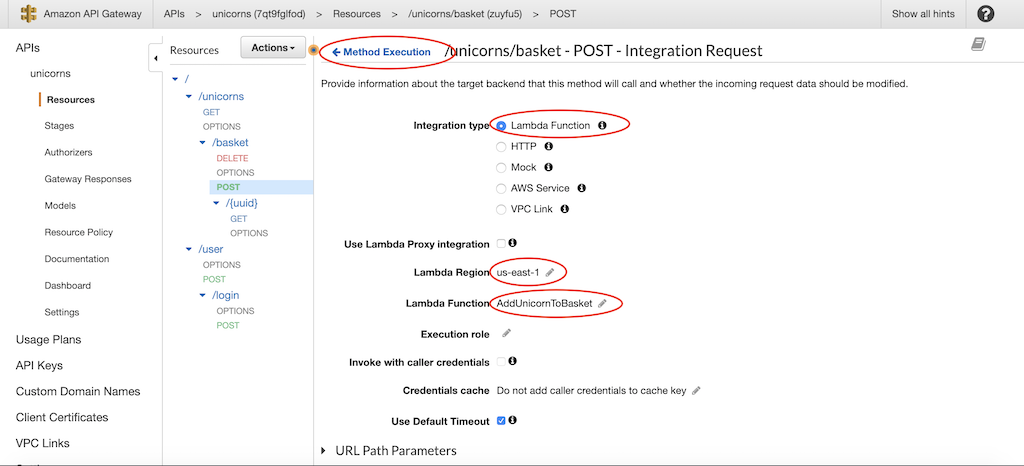 Amazon API Gateway
APIs > unicorns (7qt9fglfod) > Resources > /unicorns/basket (zuyfu5) > POST
Show all hints
?
APIs
unicorns
Resources
Stages
Authorizers
Gateway Responses
Models
Resource Policy
Documentation
Dashboard
Settings
Usage Plans
API Keys
Custom Domain Names
Client Certificates
VPC Links
Resources
Actions
/
/unicorns
GET
OPTIONS
/basket
DELETE
OPTIONS
POST
/{uuid}
GET
OPTIONS
/user
OPTIONS
POST
/login
OPTIONS
POST
Method Execution /unicorns/basket - POST - Integration Request
Provide information about the target backend that this method will call and whether the incoming request data should be modified.
Integration type Lambda Function
HTTP
Mock
AWS Service
VPC Link
Use Lambda Proxy integration
Lambda Region us-east-1
Lambda Function AddUnicornToBasket
Execution role
Invoke with caller credentials
Credentials cache Do not add caller credentials to cache key
Use Default Timeout
URL Path Parameters